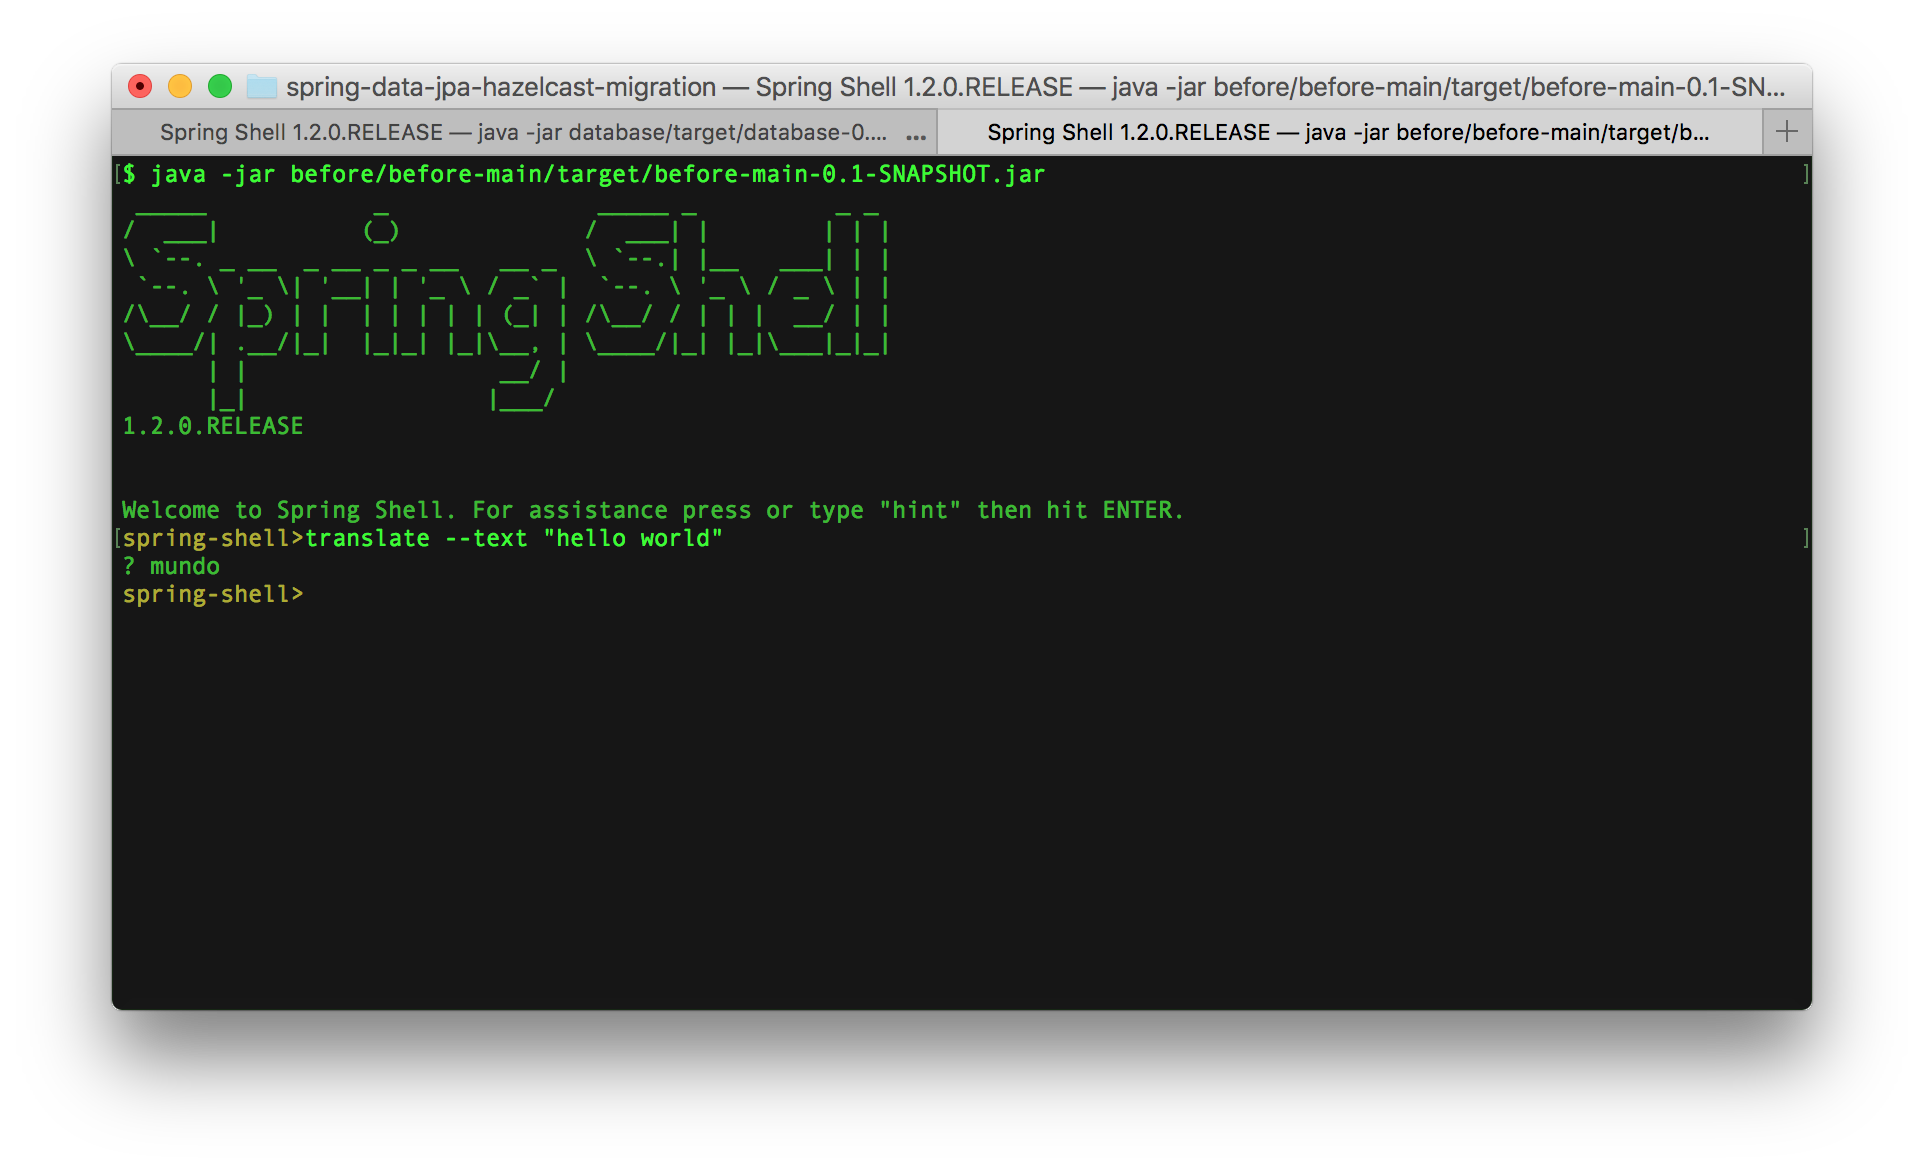 spring-data-jpa-hazelcast-migration — Spring Shell 1.2.0.RELEASE — java -jar before/before-main/target/before-main-0.1-SN...
Spring Shell 1.2.0.RELEASE — java -jar database/target/database-0.... ...
Spring Shell 1.2.0.RELEASE — java -jar before/before-main/target/b... +
[$ java -jar before/before-main/target/before-main-0.1-SNAPSHOT.jar ]
Spring Shell
1.2.0.RELEASE
Welcome to Spring Shell. For assistance press or type "hint" then hit ENTER.
[spring-shell>translate --text "hello world" ]
? mundo
spring-shell>